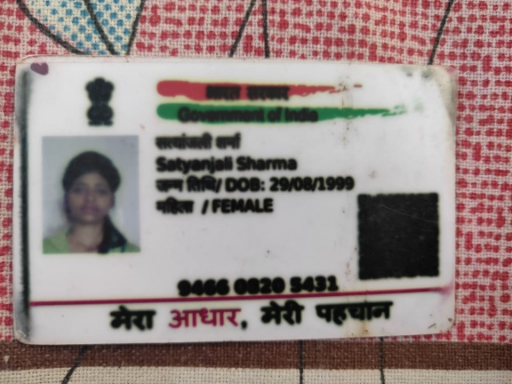 भारत सरकार
Government of India
सत्यांजली शर्मा
Satyanjali Sharma
जन्म तिथि/ DOB: 29/08/1999
महिला / FEMALE
9466 0820 5431
मेरा आधार, मेरी पहचान